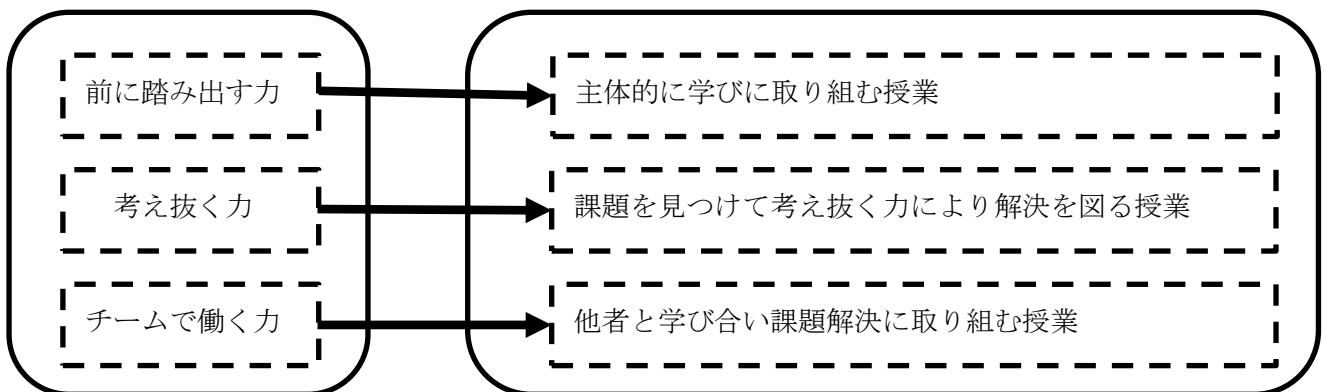 前に踏み出す力
主体的に学びに取り組む授業
考え抜く力
課題を見つけて考え抜く力により解決を図る授業
チームで働く力
他者と学び合い課題解決に取り組む授業